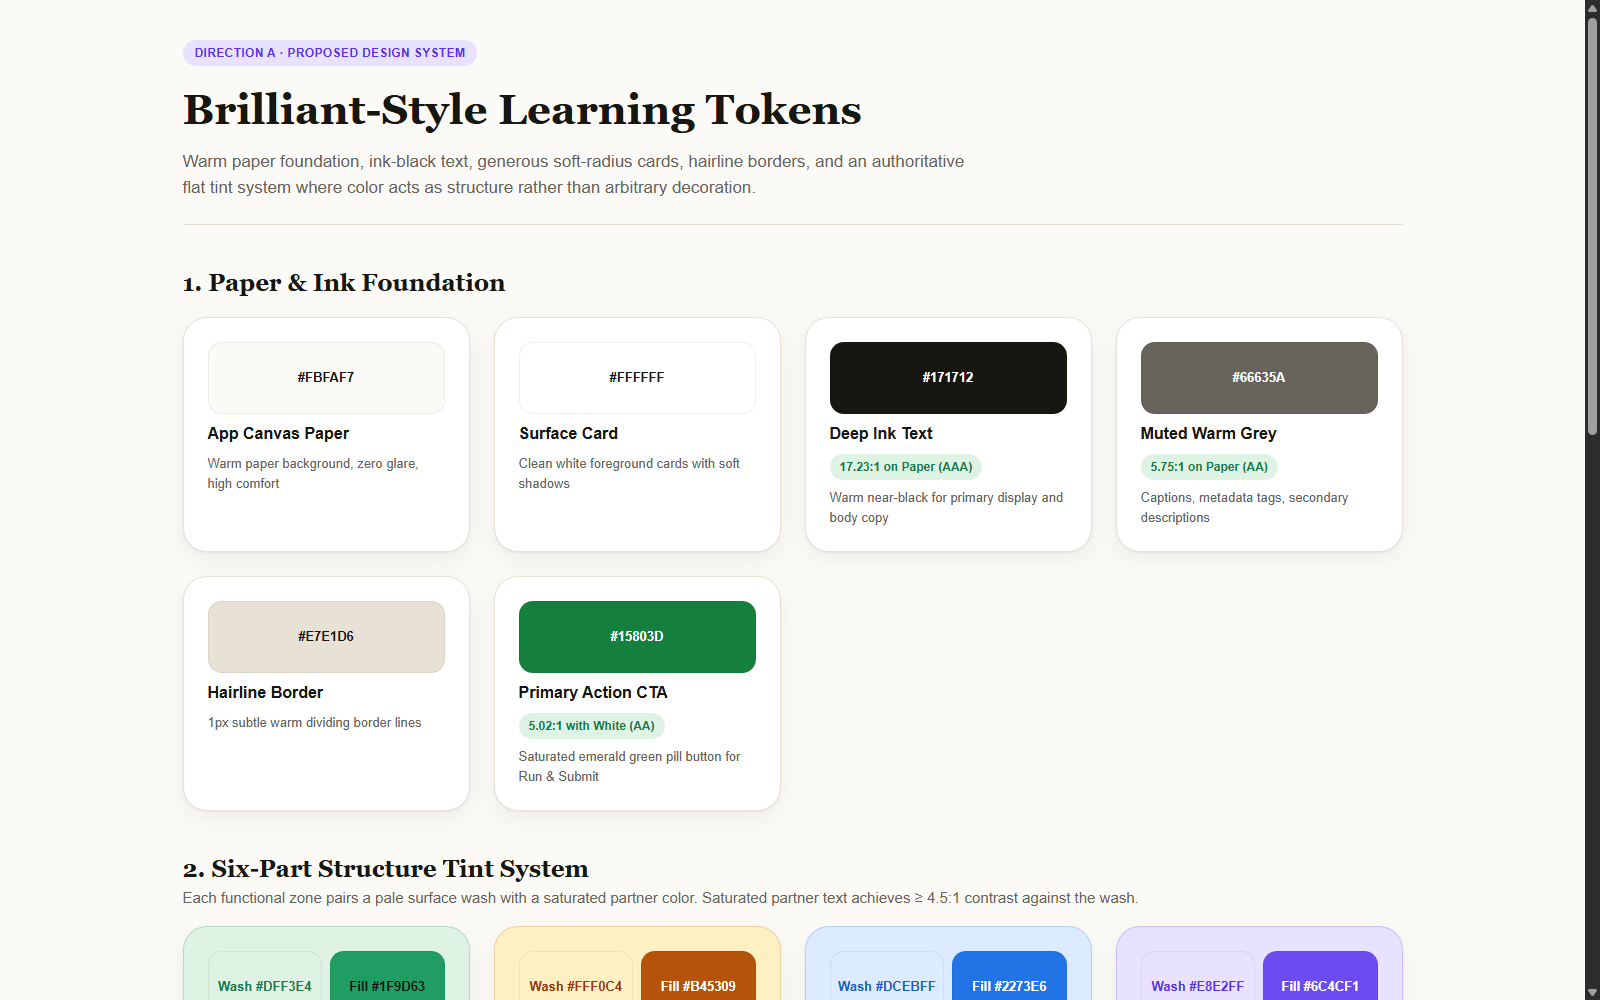 DIRECTION A · PROPOSED DESIGN SYSTEM
Brilliant-Style Learning Tokens
Warm paper foundation, ink-black text, generous soft-radius cards, hairline borders, and an authoritative
flat tint system where color acts as structure rather than arbitrary decoration.
1. Paper & Ink Foundation
#FBFAF7
App Canvas Paper
Warm paper background, zero glare,
high comfort
#FFFFFF
Surface Card
Clean white foreground cards with soft
shadows
#171712
Deep Ink Text
17.23:1 on Paper (AAA)
Warm near-black for primary display and
body copy
#66635A
Muted Warm Grey
5.75:1 on Paper (AA)
Captions, metadata tags, secondary
descriptions
#E7E1D6
Hairline Border
1px subtle warm dividing border lines
#15803D
Primary Action CTA
5.02:1 with White (AA)
Saturated emerald green pill button for
Run & Submit
2. Six-Part Structure Tint System
Each functional zone pairs a pale surface wash with a saturated partner color. Saturated partner text achieves ≥ 4.5:1 contrast against the wash.
Wash #DFF3E4
Fill #1F9D63
Wash #FFF0C4
Fill #B45309
Wash #DCEBFF
Fill #2273E6
Wash #E8E2FF
Fill #6C4CF1